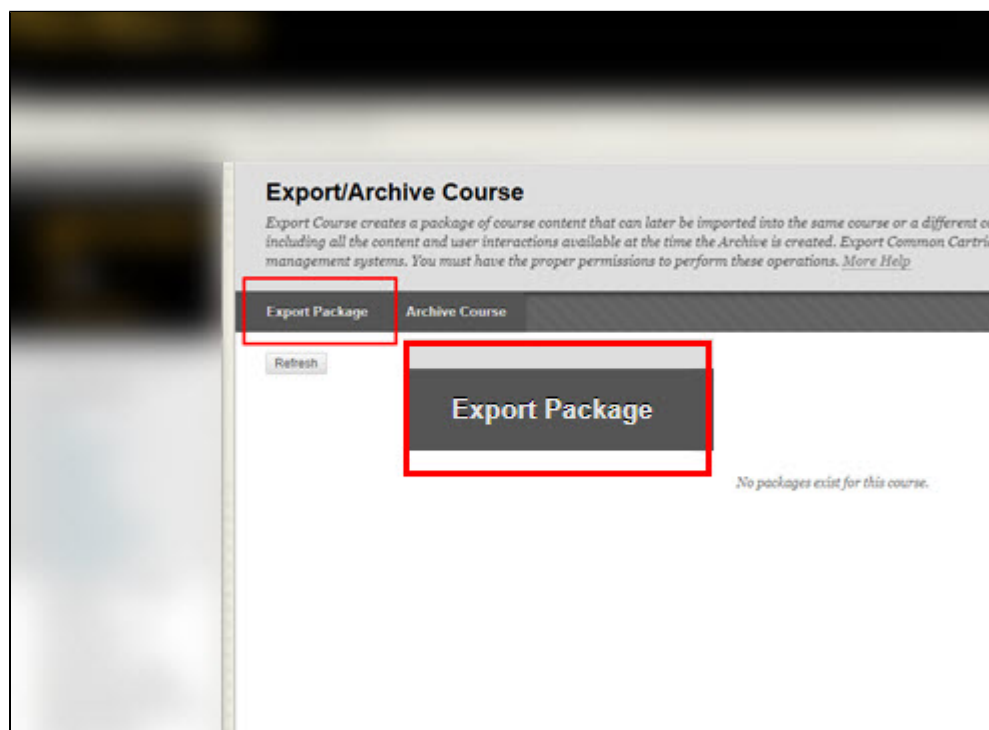 Export/Archive Course
Export Course creates a package of course content that can later be imported into the same course or a different
including all the content and user interactions available at the time the Archive is created. Export Common
management systems. You must have the proper permissions to perform these operations. More Help
Export Package Archive Course
Refresh
Export Package
No packages exist for this course.